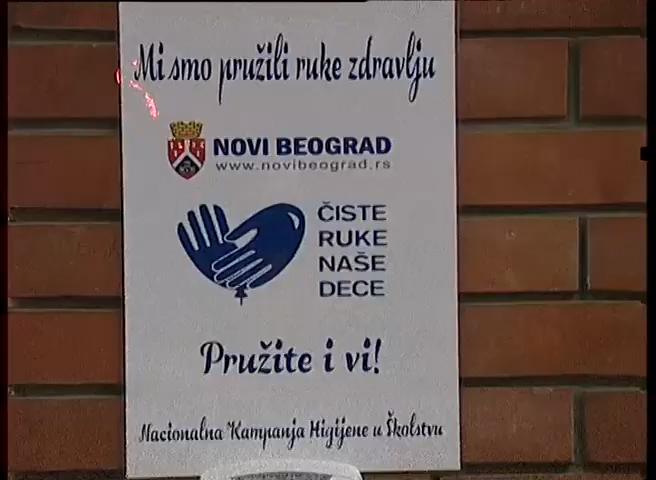 Mi smo pružili ruke zdravlju
NOVI BEOGRAD
www.novibeograd.rs
ČISTE
RUKE
NAŠE
DECE
Pružite i vi!
Nacionalna Kampanja Higijene u Školstvu